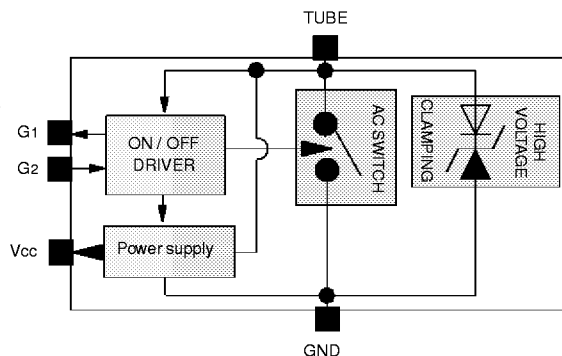 TUBE
G1
G2
ON / OFF
DRIVER
AC SWITCH
HIGH
VOLTAGE
CLAMPING
Vcc
Power supply
GND